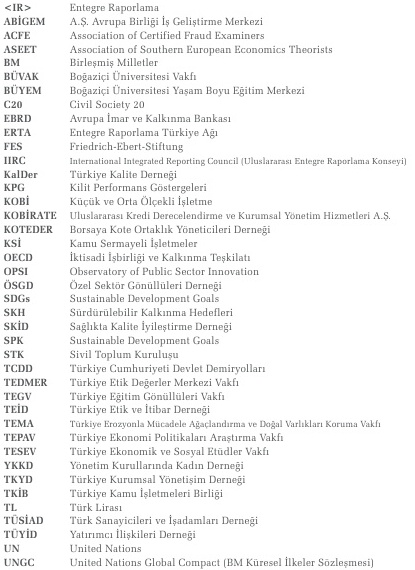 <IR> Entegre Raporlama
ABİGEM A.Ş. Avrupa Birliği İş Geliştirme Merkezi
ACFE Association of Certified Fraud Examiners
ASEET Association of Southern European Economics Theorists
BM Birleşmiş Milletler
BÜVAK Boğaziçi Üniversitesi Vakfı
BÜYEM Boğaziçi Üniversitesi Yaşam Boyu Eğitim Merkezi
C20 Civil Society 20
EBRD Avrupa İmar ve Kalkınma Bankası
ERTA Entegre Raporlama Türkiye Ağı
FES Friedrich-Ebert-Stiftung
IIRC International Integrated Reporting Council (Uluslararası Entegre Raporlama Konseyi)
KalDer Türkiye Kalite Derneği
KPG Kilit Performans Göstergeleri
KOBİ Küçük ve Orta Ölçekli İşletme
KOBİRATE Uluslararası Kredi Derecelendirme ve Kurumsal Yönetim Hizmetleri A.Ş.
KOTEDER Borsaya Kote Ortaklık Yöneticileri Derneği
KSİ Kamu Sermayeli İşletmeler
OECD İktisadi İşbirliği ve Kalkınma Teşkilatı
OPSI Observatory of Public Sector Innovation
ÖSGD Özel Sektör Gönüllüleri Derneği
SDGs Sustainable Development Goals
SKH Sürdürülebilir Kalkınma Hedefleri
SKİD Sağlıkta Kalite İyileştirme Derneği
SPK Sustainable Development Goals
STK Sivil Toplum Kuruluşu
TCDD Türkiye Cumhuriyeti Devlet Demiryolları
TEDMER Türkiye Etik Değerler Merkezi Vakfı
TEGV Türkiye Eğitim Gönüllüleri Vakfı
TEİD Türkiye Etik ve İtibar Derneği
TEMA Türkiye Erozyonla Mücadele Ağaçlandırma ve Doğal Varlıkları Koruma Vakfı
TEPAV Türkiye Ekonomi Politikaları Araştırma Vakfı
TESEV Türkiye Ekonomik ve Sosyal Etüdler Vakfı
YKKD Yönetim Kurullarında Kadın Derneği
TKYD Türkiye Kurumsal Yönetişim Derneği
TKİB Türkiye Kamu İşletmeleri Birliği
TL Türk Lirası
TÜSİAD Türk Sanayicileri ve İşadamları Derneği
TÜYİD Yatırımcı İlişkileri Derneği
UN United Nations
UNGC United Nations Global Compact (BM Küresel İlkeler Sözleşmesi)